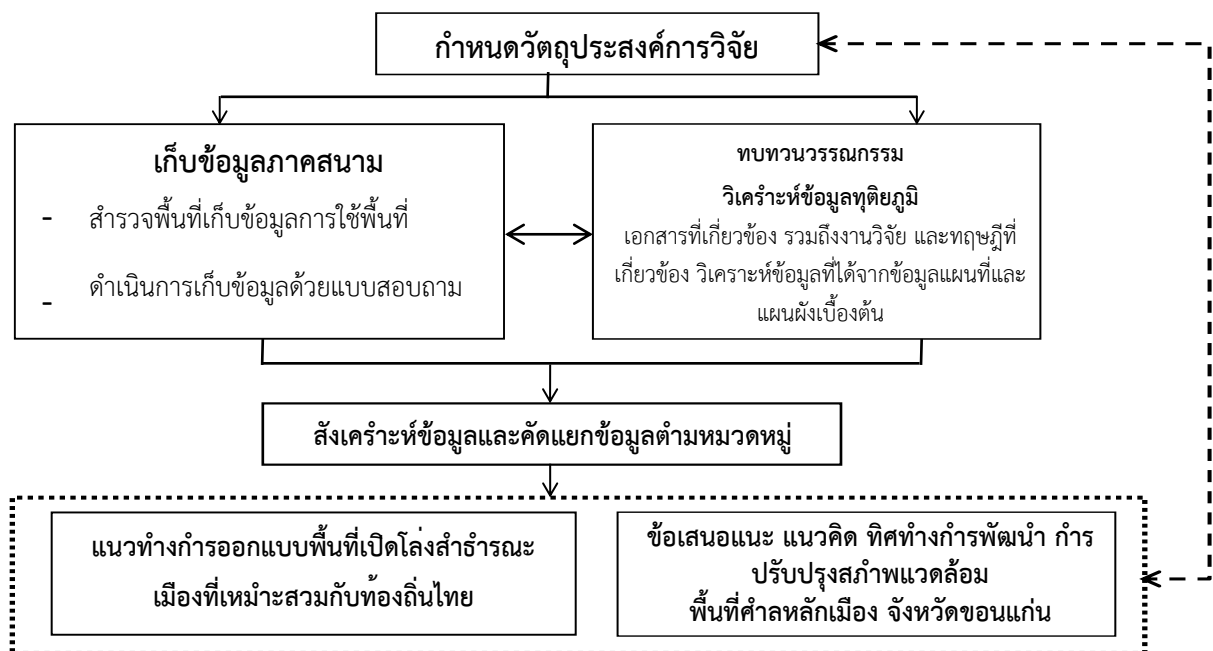 กำหนดวัตถุประสงค์การวิจัย
เก็บข้อมูลภาคสนาม
- สำรวจพื้นที่เก็บข้อมูลการใช้พื้นที่
- ดำเนินการเก็บข้อมูลด้วยแบบสอบถาม
ทบทวนวรรณกรรม
วิเครำะห์ข้อมูลทุติยภูมิ
เอกสารที่เกี่ยวข้อง รวมถึงงานวิจัย และทฤษฎีที่
เกี่ยวข้อง วิเคราะห์ข้อมูลที่ได้จากข้อมูลแผนที่และ
แผนผังเบื้องต้น
สังเครำะห์ข้อมูลและคัดแยกข้อมูลตำมหมวดหมู่
แนวทำงกำรออกแบบพื้นที่เปิดโล่งสำธำรณะ
เมืองที่เหมำะสวมกับท้องถิ่นไทย
ข้อเสนอแนะ แนวคิด ทิศทำงกำรพัฒนำ กำร
ปรับปรุงสภำพแวดล้อม
พื้นที่ศำลหลักเมือง จังหวัดขอนแก่น